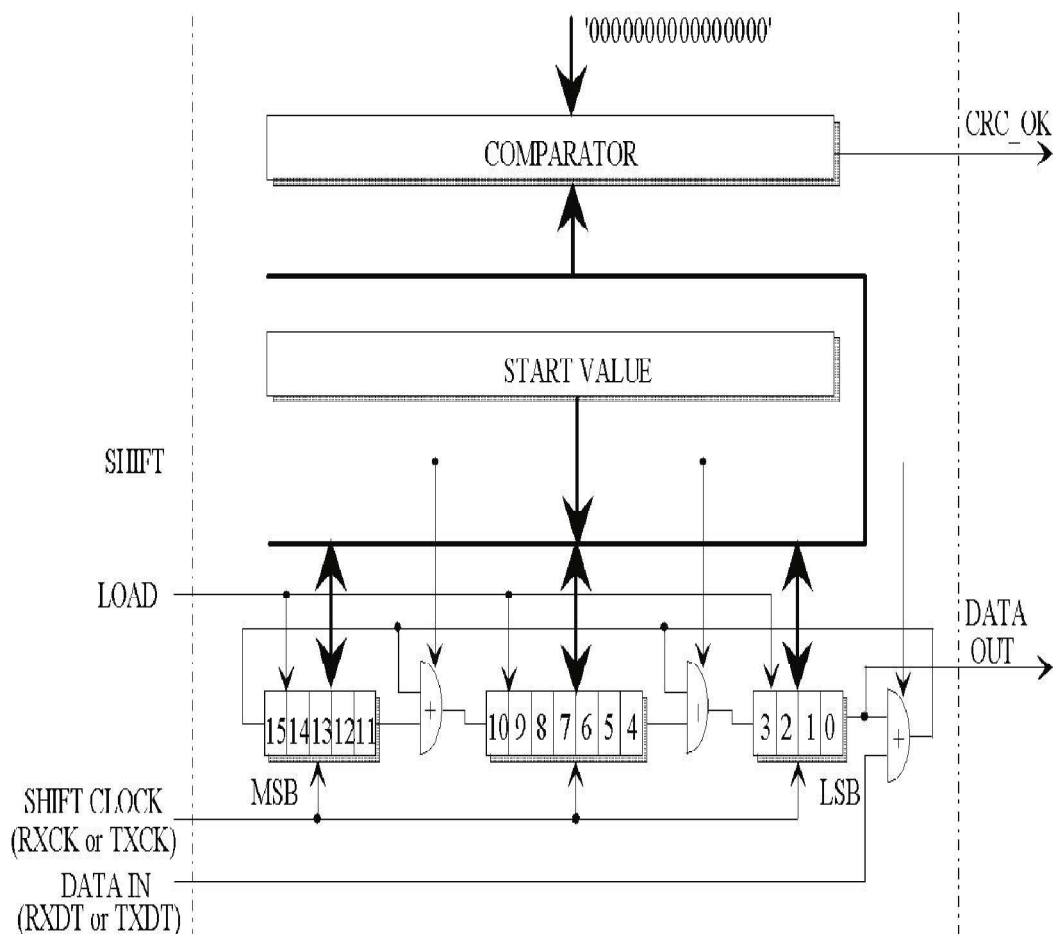 '0000000000000000'
COMPARATOR
CRC_OK
START VALUE
SHIFT
LOAD
DATA
OUT
15 14 13 12 11
+
10 9 8 7 6 5 4
3 2 1 0
+
MSB
LSB
SHIFT CLOCK
(RXCK or TXCK)
DATA IN
(RXDT or TXDT)